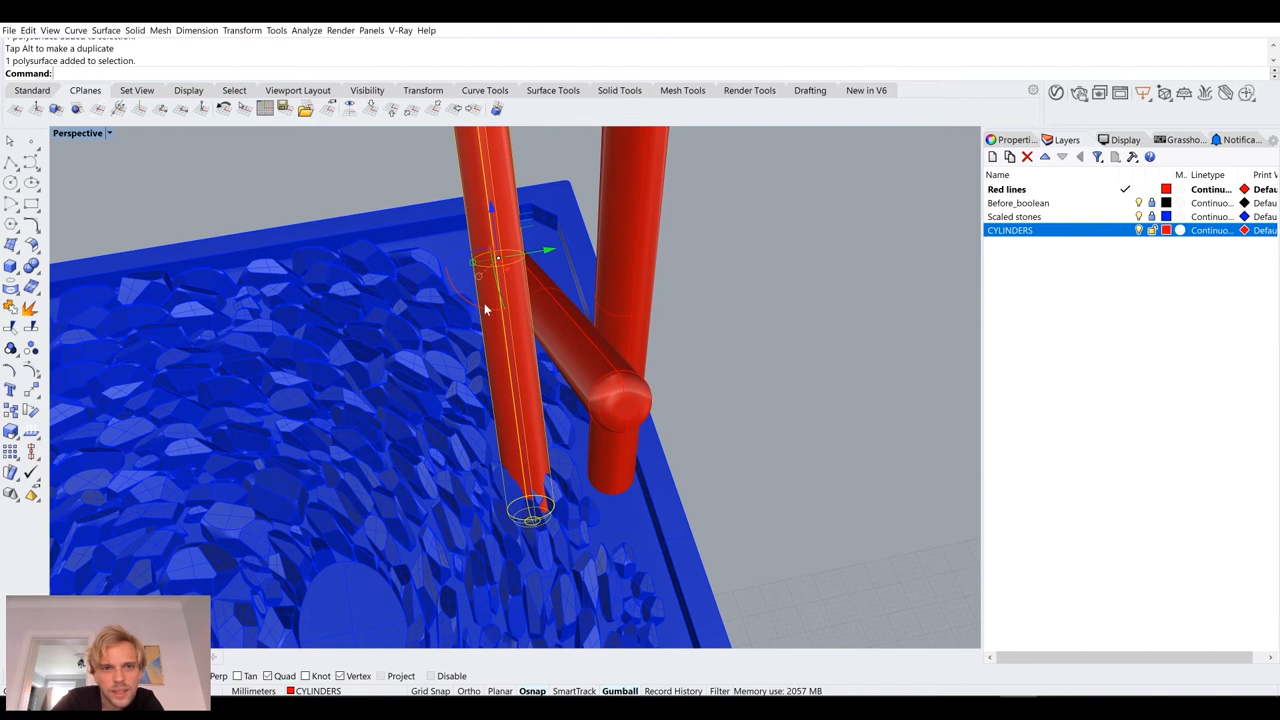 File Edit View Curve Surface Solid Mesh Dimension Transform Tools Analyze Render Panels V-Ray Help
Tap Alt to make a duplicate
1 polysurface added to selection.
Command:
Standard CPlanes Set View Display Select Viewport Layout Visibility Transform Curve Tools Surface Tools Solid Tools Mesh Tools Render Tools Drafting New in V6
Perspective
Properti... Layers Display Grassho... Notifica...
Name M.. Linetype Print V
Red lines Continu... Defau
Before_boolean Continuo... Defau
Scaled stones Continuo... Defau
CYLINDERS Continuo... Defau
Perp Tan Quad Knot Vertex Project Disable
Millimeters CYLINDERS Grid Snap Ortho Planar Osnap SmartTrack Gumball Record History Filter Memory use: 2057 MB